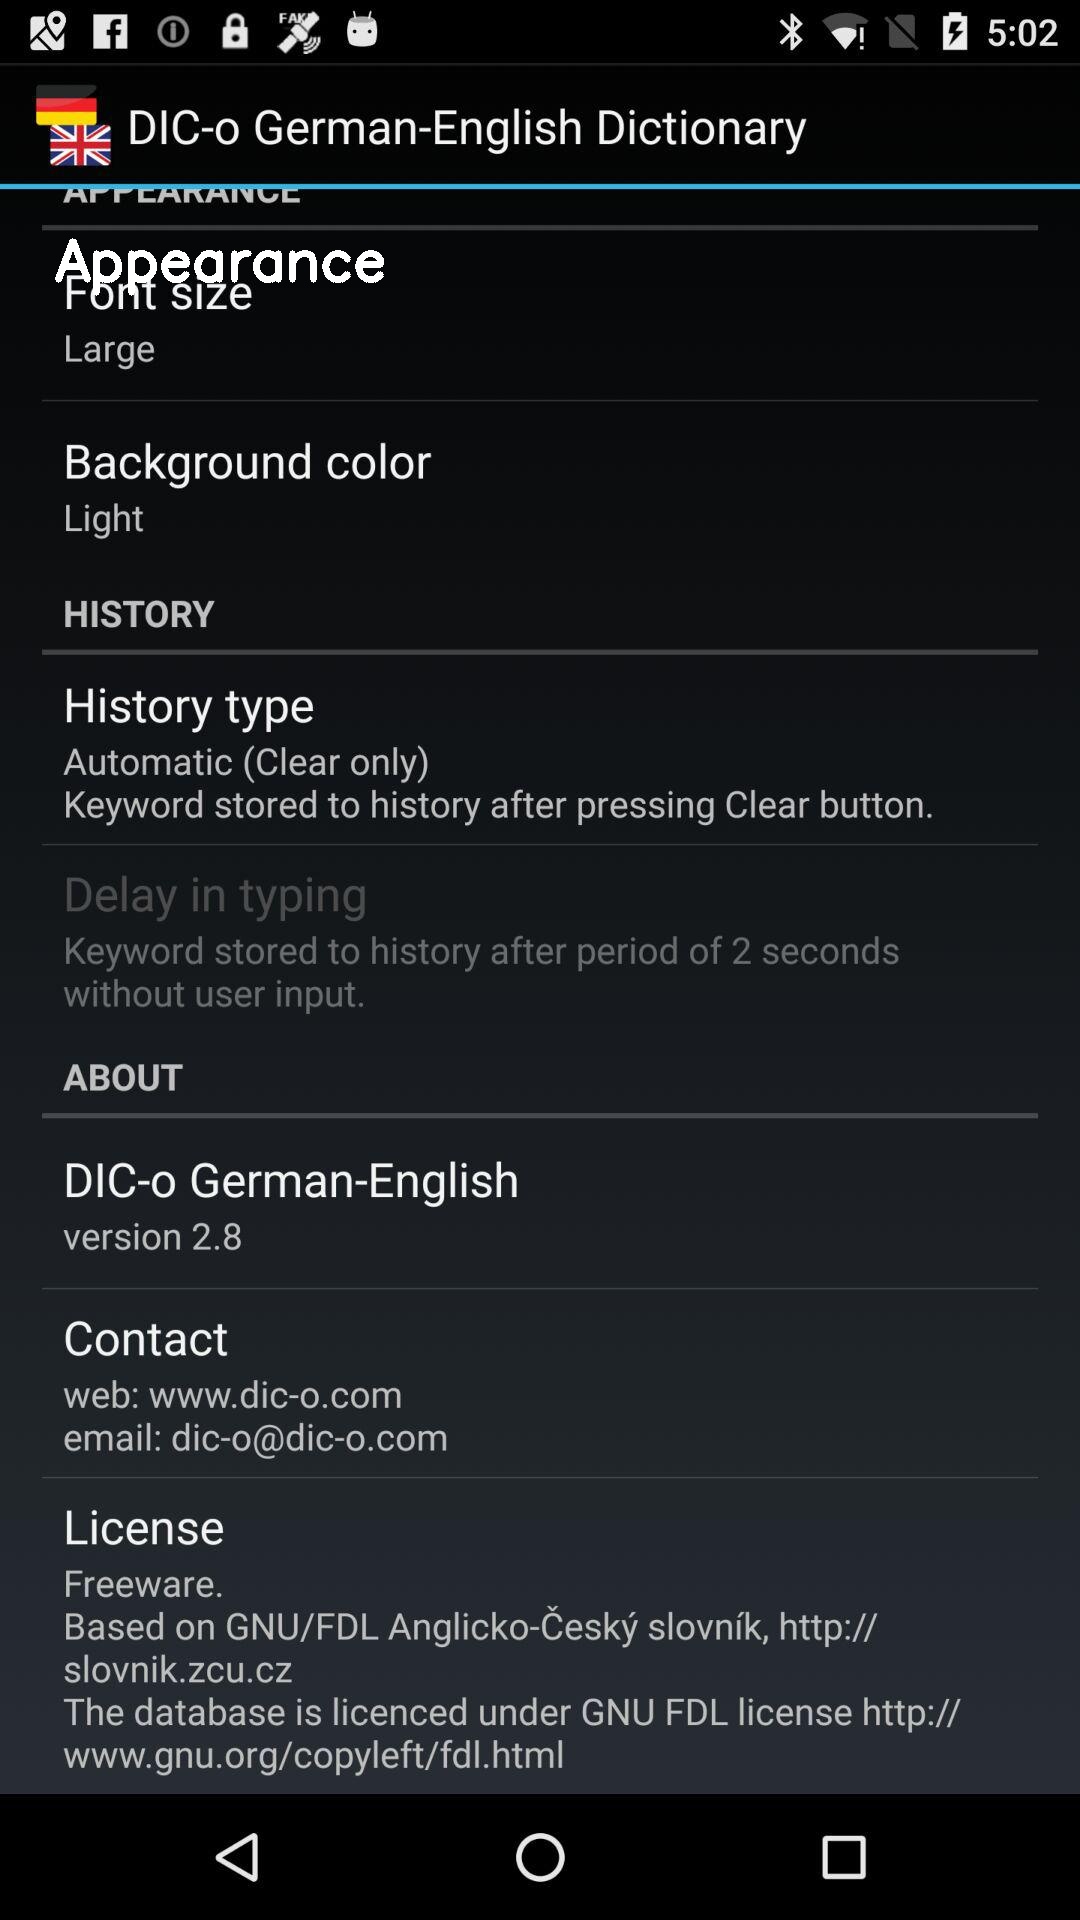 FAKE
5:02
DIC-o German-English Dictionary
APPEARANCE
Appearance
Font size
Large
Background color
Light
HISTORY
History type
Automatic (Clear only)
Keyword stored to history after pressing Clear button.
Delay in typing
Keyword stored to history after period of 2 seconds
without user input.
ABOUT
DIC-o German-English
version 2.8
Contact
web: www.dic-o.com
email: dic-o@dic-o.com
License
Freeware.
Based on GNU/FDL Anglicko-Český slovník, http://
slovnik.zcu.cz
The database is licenced under GNU FDL license http://
www.gnu.org/copyleft/fdl.html